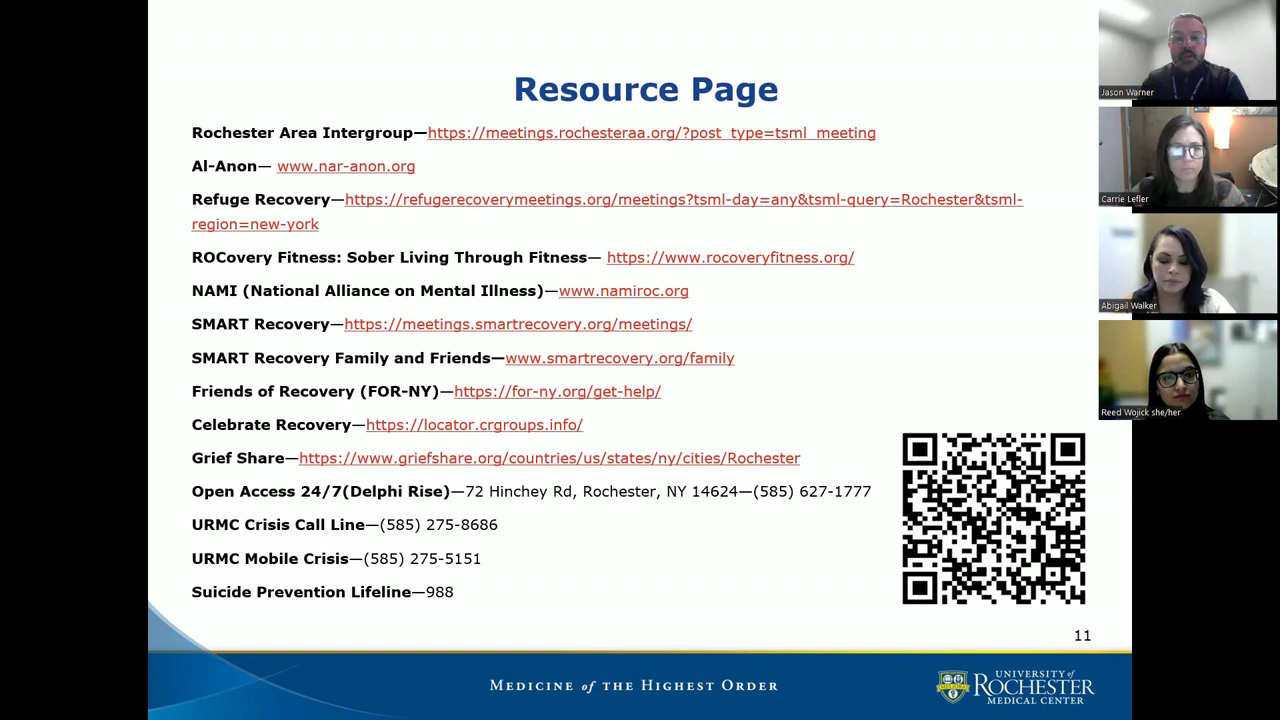 Resource Page
Rochester Area Intergroup—https://meetings.rochesteraa.org/?post_type=tsml_meeting
Al-Anon— www.nar-anon.org
Refuge Recovery—https://refugerecoverymeetings.org/meetings?tsml-day=any&tsml-query=Rochester&tsml-
region=new-york
ROCovery Fitness: Sober Living Through Fitness— https://www.rocoveryfitness.org/
NAMI (National Alliance on Mental Illness)—www.namiroc.org
SMART Recovery—https://meetings.smartrecovery.org/meetings/
SMART Recovery Family and Friends—www.smartrecovery.org/family
Friends of Recovery (FOR-NY)—https://for-ny.org/get-help/
Celebrate Recovery—https://locator.crgroups.info/
Grief Share—https://www.griefshare.org/countries/us/states/ny/cities/Rochester
Open Access 24/7(Delphi Rise)—72 Hinchey Rd, Rochester, NY 14624—(585) 627-1777
URMC Crisis Call Line—(585) 275-8686
URMC Mobile Crisis—(585) 275-5151
Suicide Prevention Lifeline—988
11
MEDICINE of THE HIGHEST ORDER
UNIVERSITY of
ROCHESTER
MEDICAL CENTER
Jason Warner
Carrie Lefler
Abigail Walker
Reed Wojick she/her